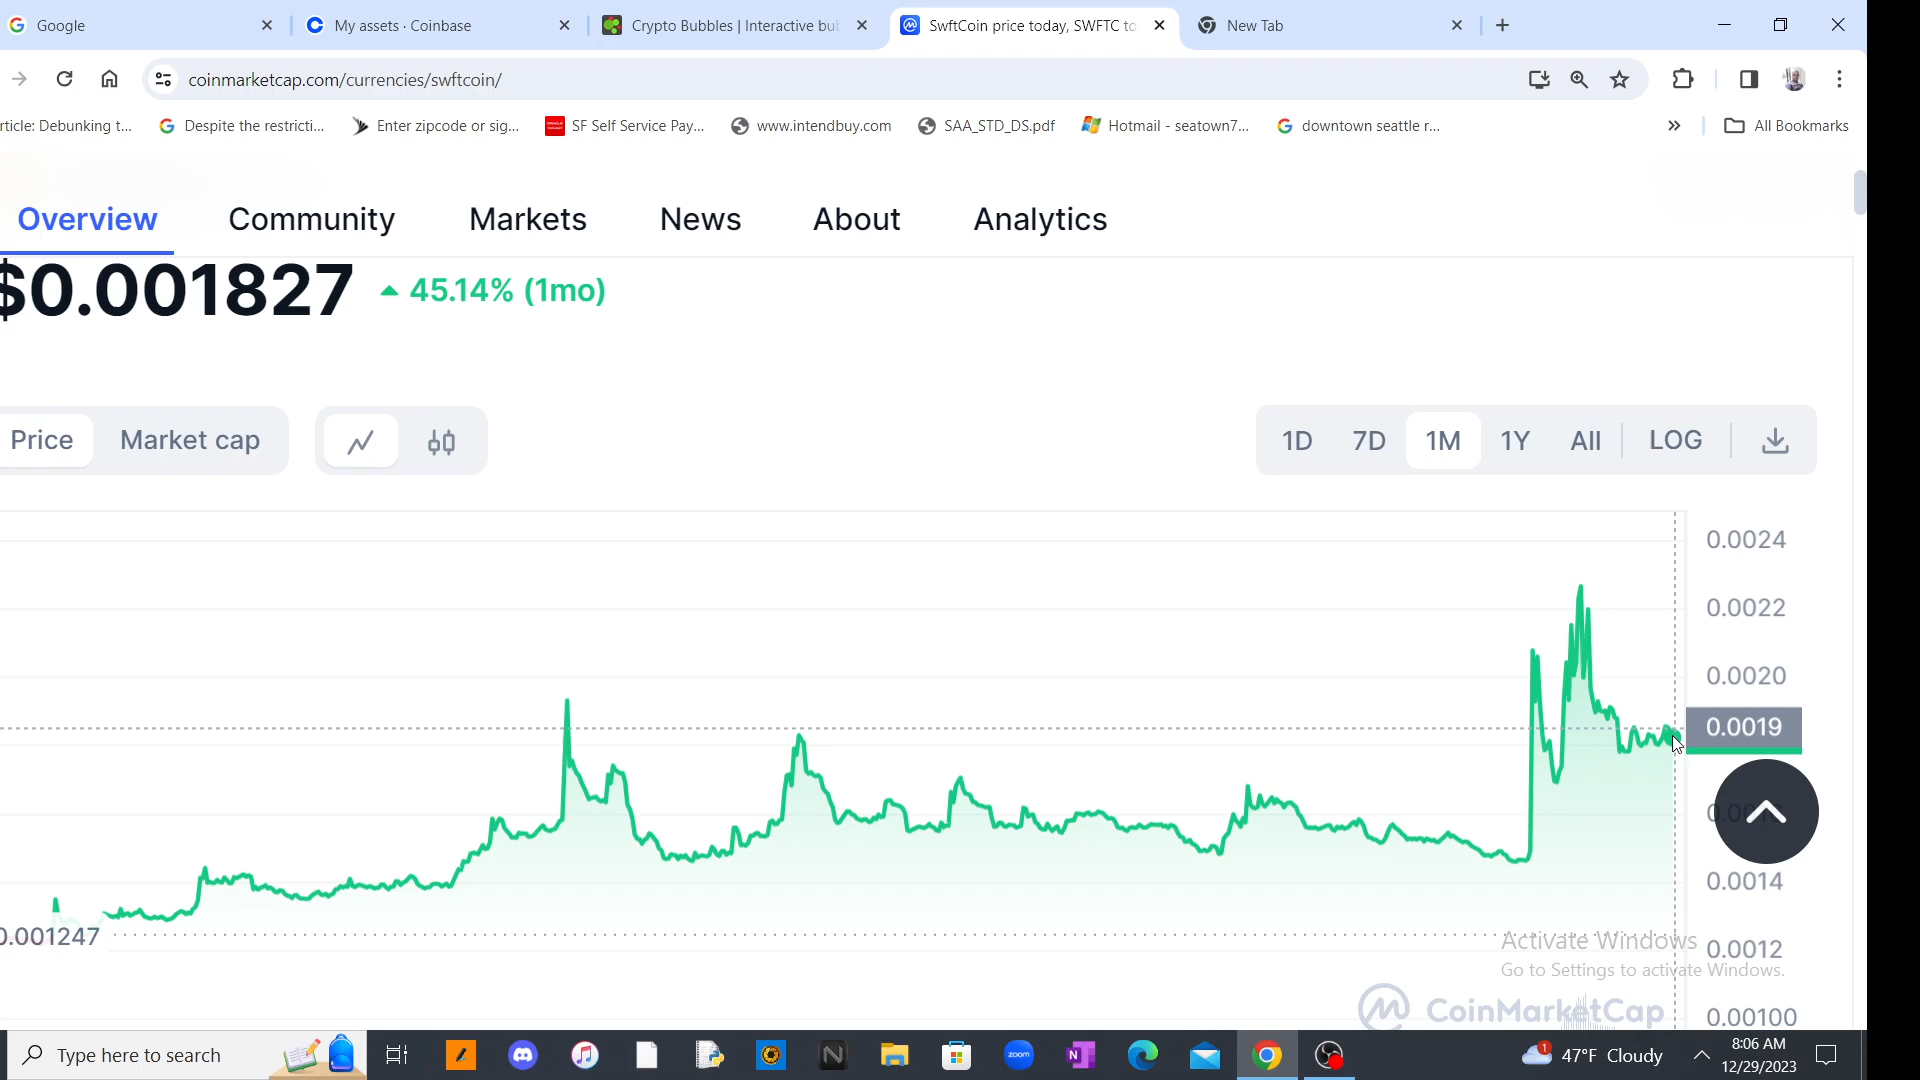 Google
My assets · Coinbase
Crypto Bubbles | Interactive bu
SwftCoin price today, SWFTC to
New Tab
coinmarketcap.com/currencies/swftcoin/
rticle: Debunking t...
Despite the restricti...
Enter zipcode or sig...
SF Self Service Pay...
www.intendbuy.com
SAA_STD_DS.pdf
Hotmail - seatown7...
downtown seattle r...
»
All Bookmarks
Overview
Community
Markets
News
About
Analytics
$0.001827
45.14% (1mo)
Price
Market cap
1D
7D
1M
1Y
All
LOG
0.0024
0.0022
0.0020
0.0019
0.0014
0.001247
Activate Windows
0.0012
Go to Settings to activate Windows.
CoinMarketCap
0.00100
Type here to search
zoom
N
N
1
47°F Cloudy
8:06 AM
12/29/2023